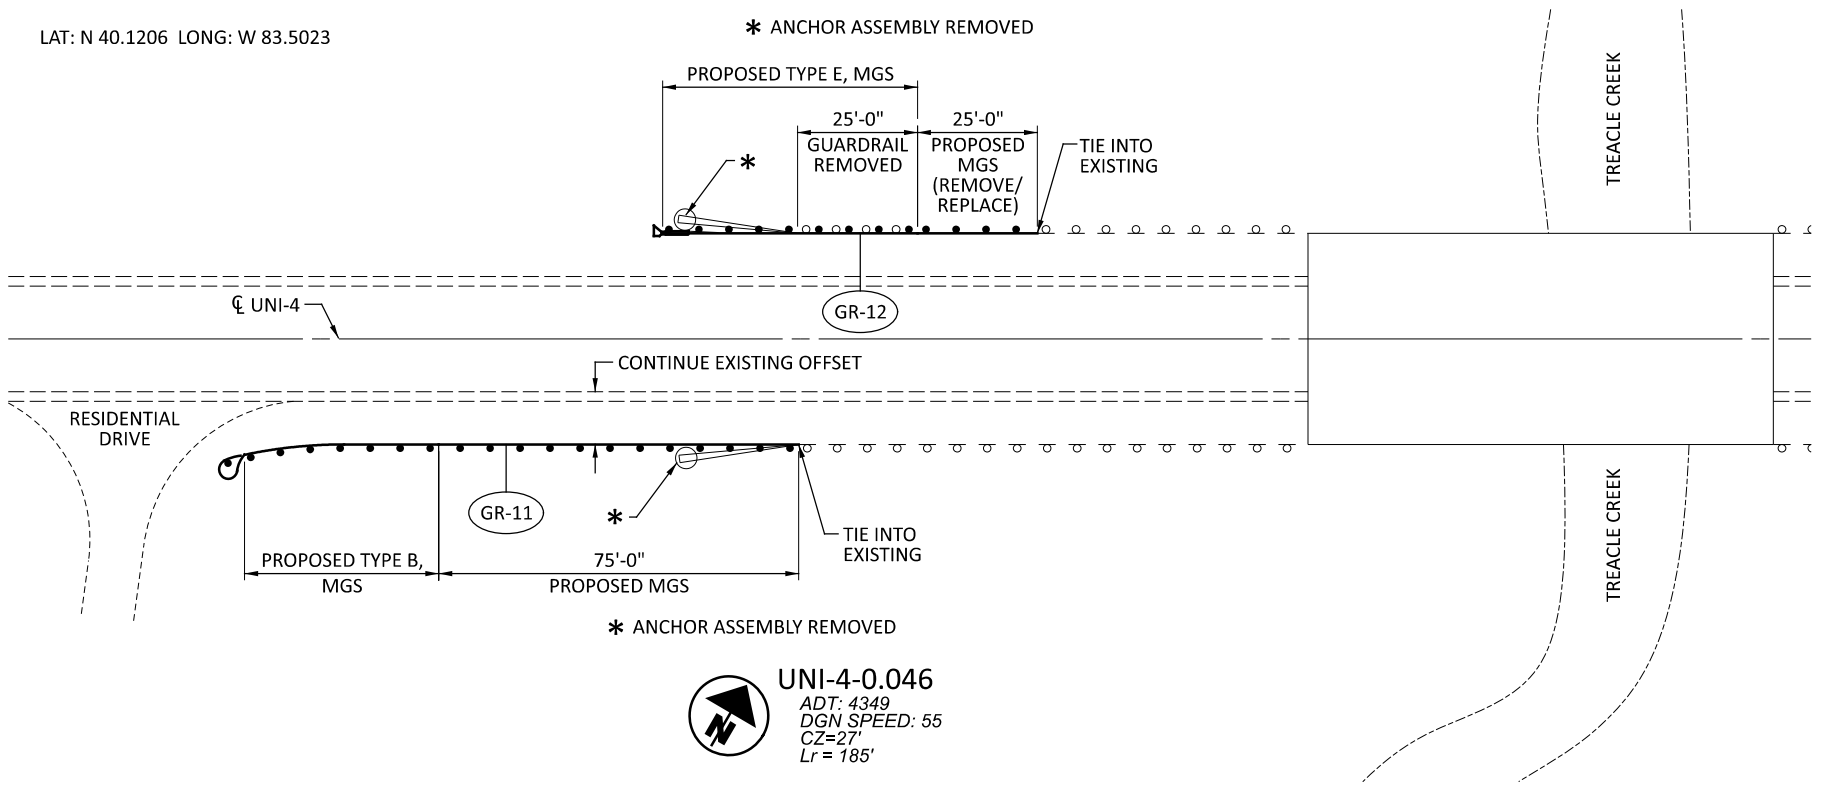 LAT: N 40.1206 LONG: W 83.5023
* ANCHOR ASSEMBLY REMOVED
PROPOSED TYPE E, MGS
25'-0"
GUARDRAIL
REMOVED
25'-0"
PROPOSED
MGS
(REMOVE/
REPLACE)
TIE INTO
EXISTING
*
TREACLE CREEK
GR-12
℄ UNI-4
CONTINUE EXISTING OFFSET
RESIDENTIAL
DRIVE
GR-11
*
TIE INTO
EXISTING
PROPOSED TYPE B,
MGS
75'-0"
PROPOSED MGS
TREACLE CREEK
* ANCHOR ASSEMBLY REMOVED
N
UNI-4-0.046
ADT: 4349
DGN SPEED: 55
CZ=27'
Lr = 185'